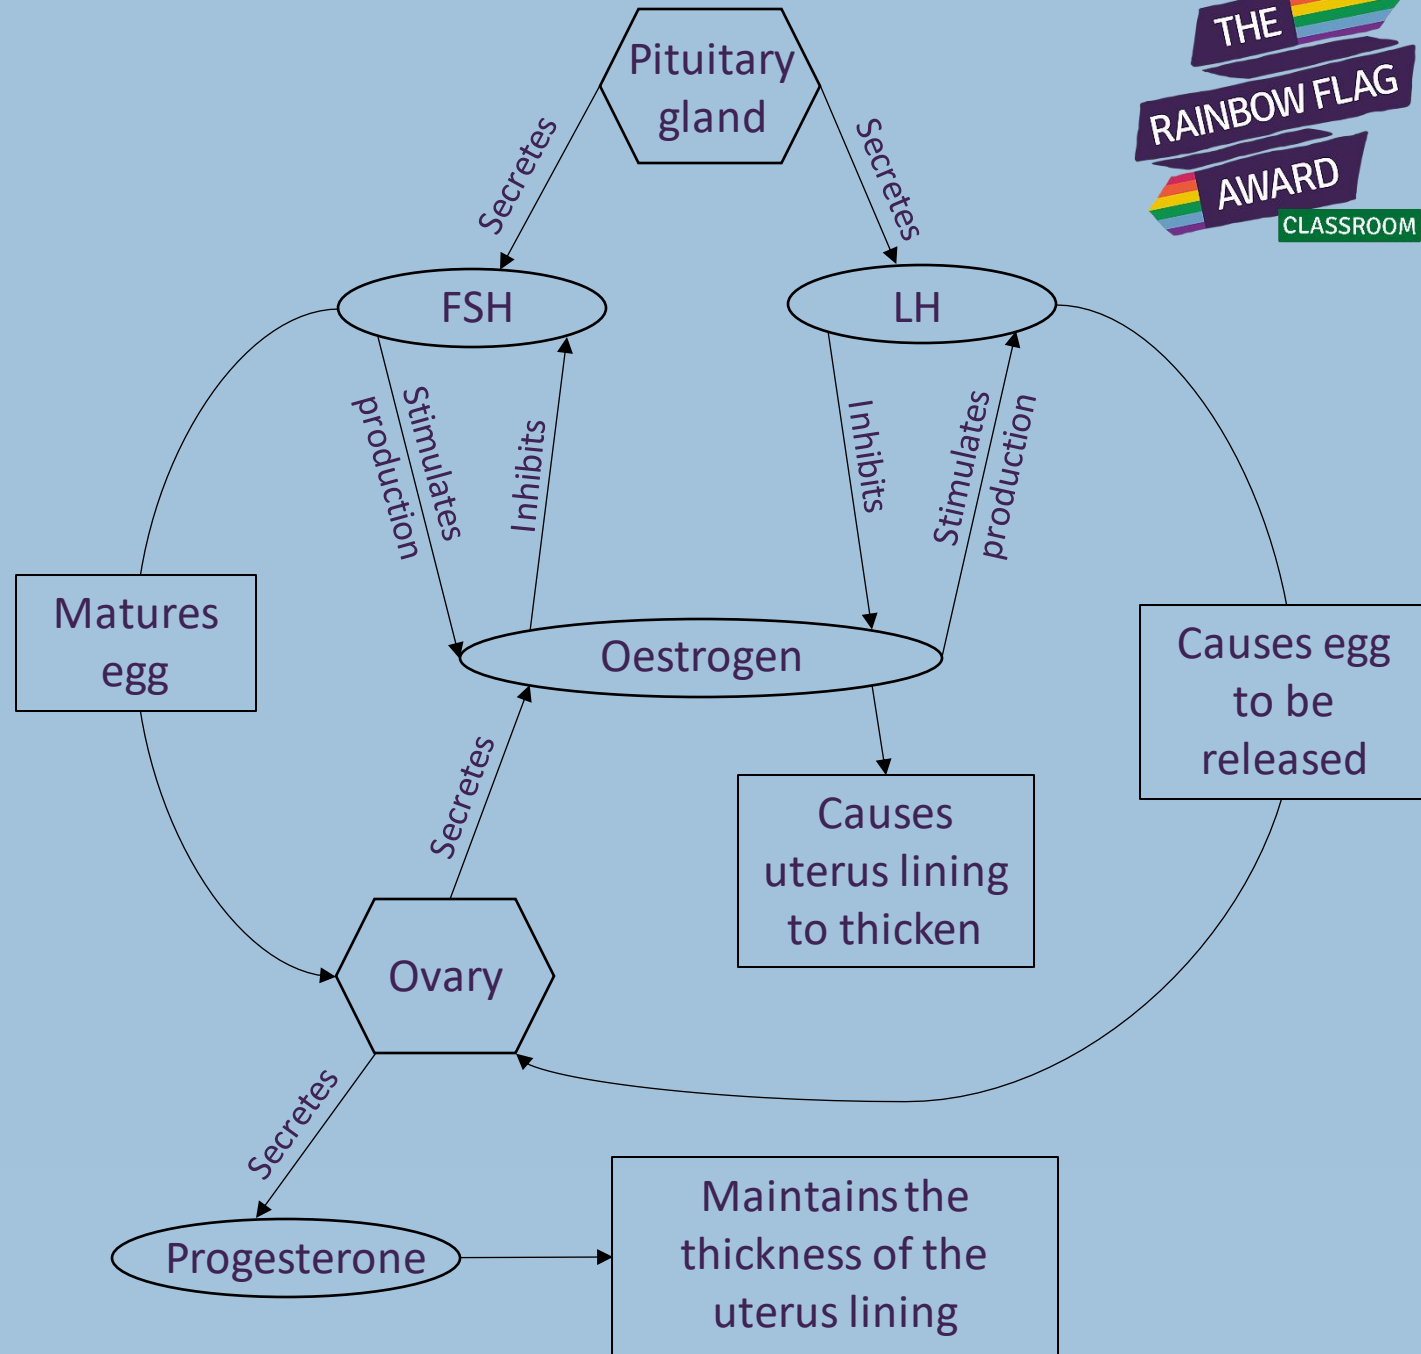 THE
RAINBOW FLAG
AWARD
CLASSROOM
Pituitary
gland
Secretes
Secretes
FSH
LH
Stimulates
production
Inhibits
Inhibits
Stimulates
production
Matures
egg
Oestrogen
Causes egg
to be
released
Secretes
Causes
uterus lining
to thicken
Ovary
Secretes
Progesterone
Maintains the
thickness of the
uterus lining